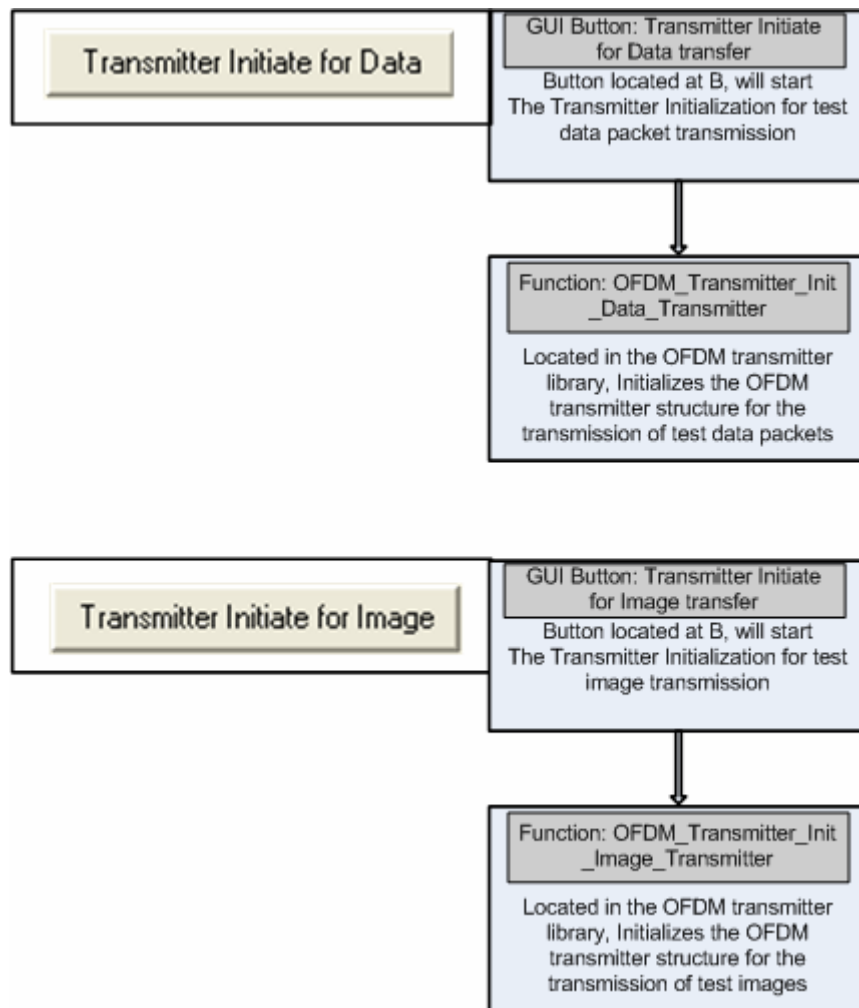 Transmitter Initiate for Data
GUI Button: Transmitter Initiate
for Data transfer
Button located at B, will start
The Transmitter Initialization for test
data packet transmission
Function: OFDM_Transmitter_Init
_Data_Transmitter
Located in the OFDM transmitter
library, Initializes the OFDM
transmitter structure for the
transmission of test data packets
Transmitter Initiate for Image
GUI Button: Transmitter Initiate
for Image transfer
Button located at B, will start
The Transmitter Initialization for test
image transmission
Function: OFDM_Transmitter_Init
_Image_Transmitter
Located in the OFDM transmitter
library, Initializes the OFDM
transmitter structure for the
transmission of test images